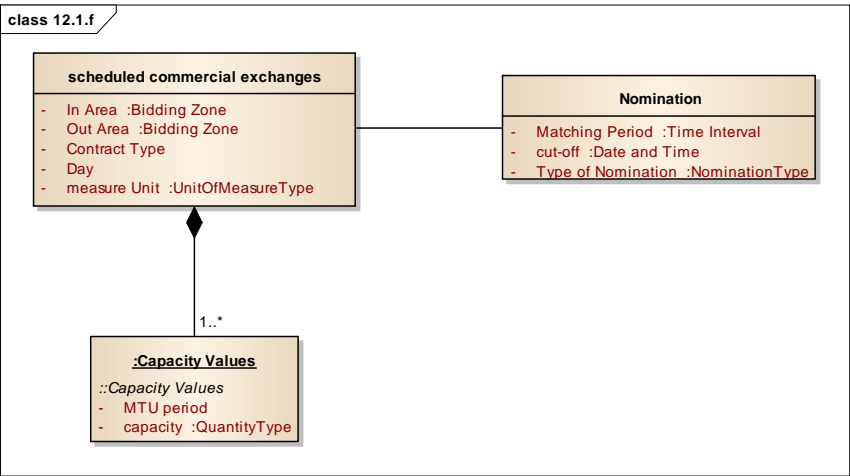 class 12.1.f
scheduled commercial exchanges
- In Area :Bidding Zone
- Out Area :Bidding Zone
- Contract Type
- Day
- measure Unit :UnitOfMeasureType
Nomination
- Matching Period :Time Interval
- cut-off :Date and Time
- Type of Nomination :NominationType
1..*
:Capacity Values
::Capacity Values
- MTU period
- capacity :QuantityType